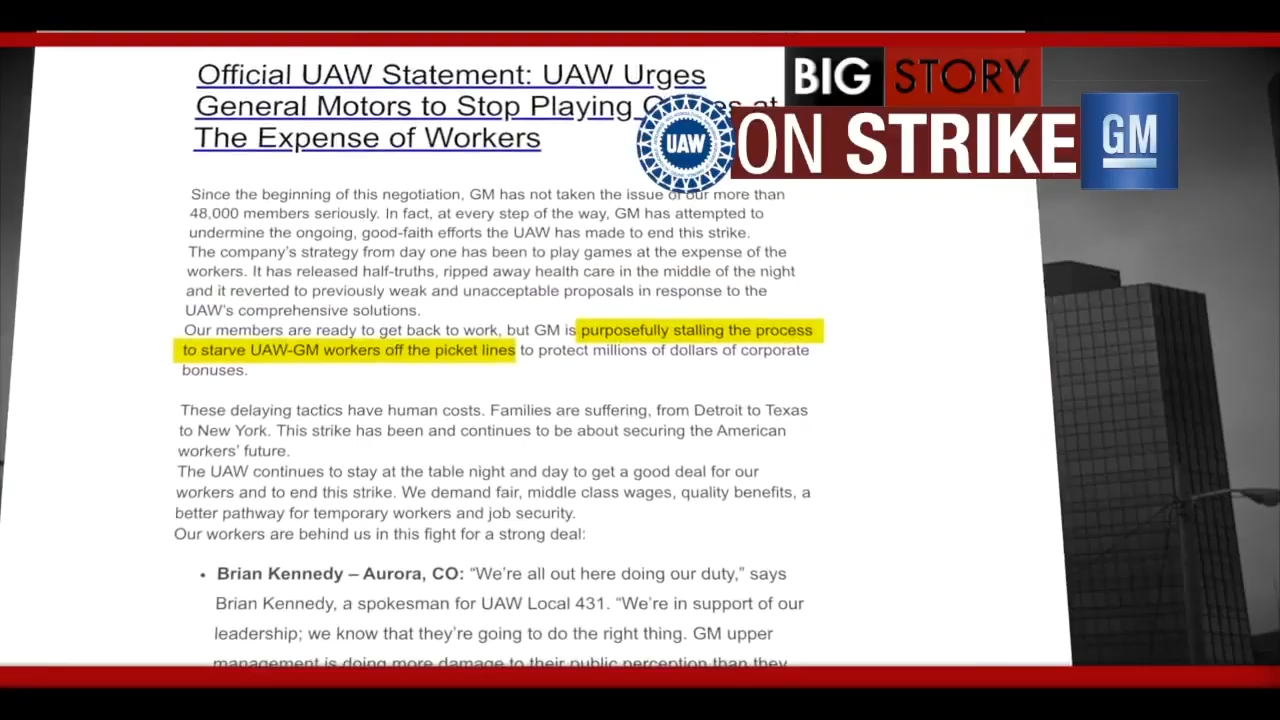 Official UAW Statement: UAW Urges
General Motors to Stop Playing
The Expense of Workers
BIG STORY
UAW
ON STRIKE
GM
Since the beginning of this negotiation, GM has not taken the issue of our more than
48,000 members seriously. In fact, at every step of the way, GM has attempted to
undermine the ongoing, good-faith efforts the UAW has made to end this strike.
The company's strategy from day one has been to play games at the expense of the
workers. It has released half-truths, ripped away health care in the middle of the night
and it reverted to previously weak and unacceptable proposals in response to the
UAW's comprehensive solutions.
Our members are ready to get back to work, but GM is purposefully stalling the process
to starve UAW-GM workers off the picket lines to protect millions of dollars of corporate
bonuses.
These delaying tactics have human costs. Families are suffering, from Detroit to Texas
to New York. This strike has been and continues to be about securing the American
workers' future.
The UAW continues to stay at the table night and day to get a good deal for our
workers and to end this strike. We demand fair, middle class wages, quality benefits, a
better pathway for temporary workers and job security.
Our workers are behind us in this fight for a strong deal:
• Brian Kennedy – Aurora, CO: “We're all out here doing our duty,” says
Brian Kennedy, a spokesman for UAW Local 431. “We're in support of our
leadership; we know that they're going to do the right thing. GM upper
management is doing more damage to their public perception than they